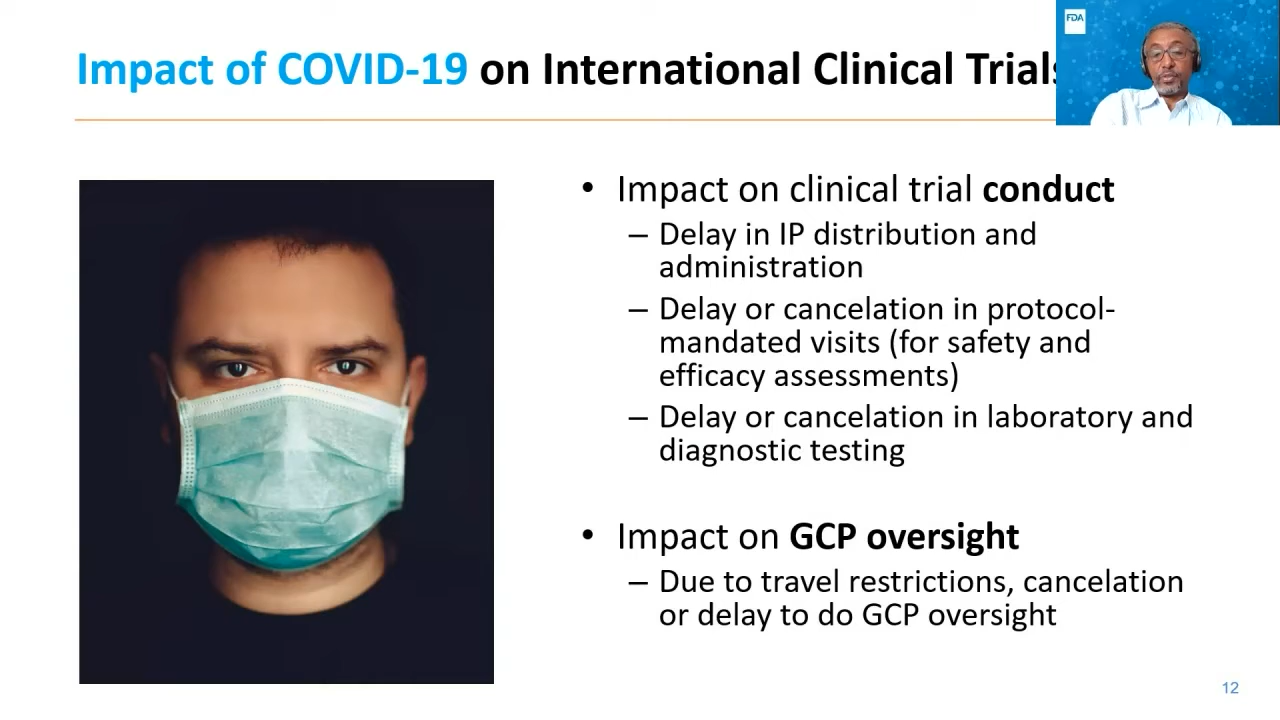 Impact of COVID-19 on International Clinical Trials
FDA
• Impact on clinical trial conduct
– Delay in IP distribution and
administration
– Delay or cancelation in protocol-
mandated visits (for safety and
efficacy assessments)
– Delay or cancelation in laboratory and
diagnostic testing
• Impact on GCP oversight
– Due to travel restrictions, cancelation
or delay to do GCP oversight
12